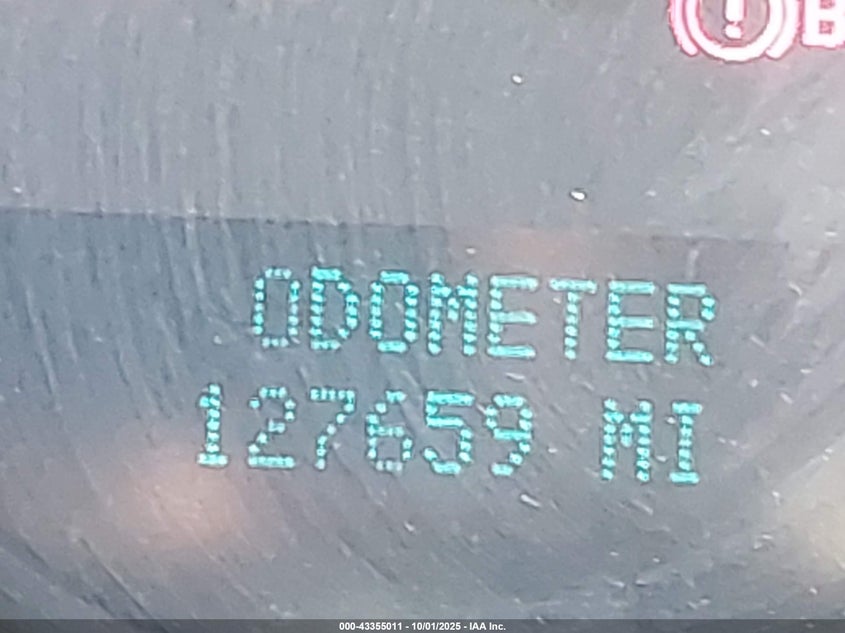 B
ODOMETER
127659 MI
000-43355011 - 10/01/2025 - IAA Inc.